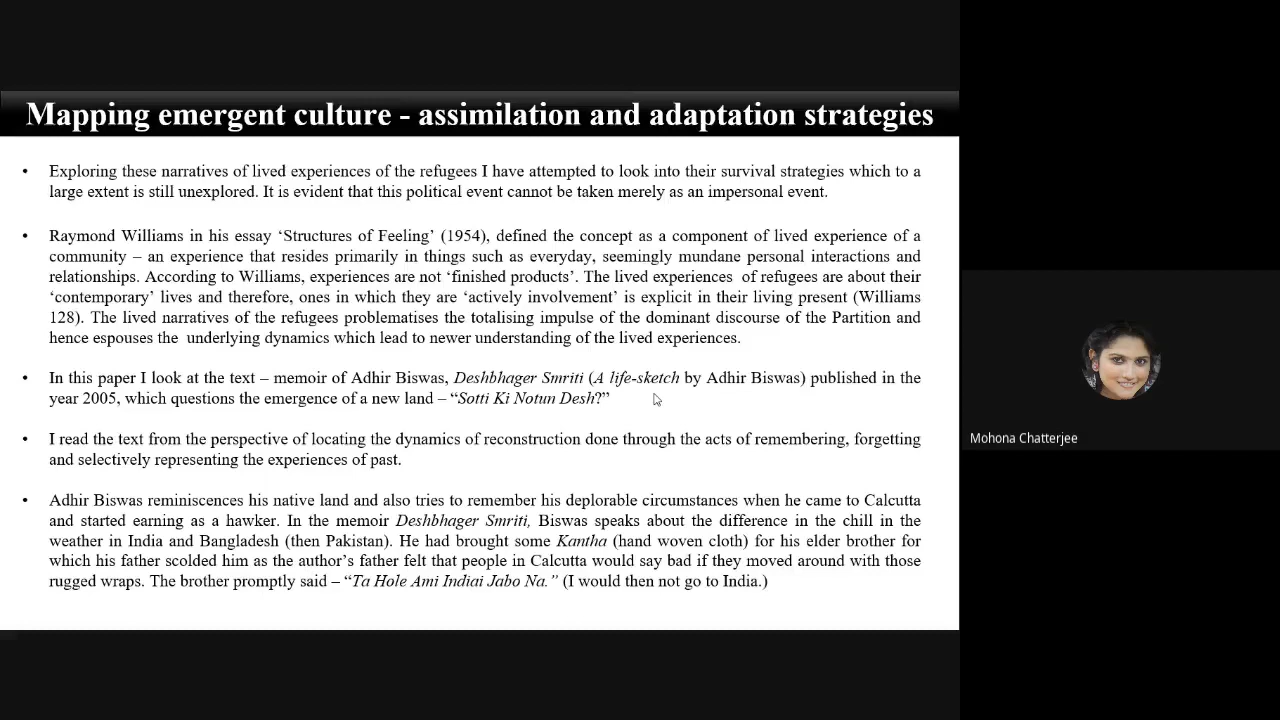 Mapping emergent culture - assimilation and adaptation strategies
• Exploring these narratives of lived experiences of the refugees I have attempted to look into their survival strategies which to a
large extent is still unexplored. It is evident that this political event cannot be taken merely as an impersonal event.
• Raymond Williams in his essay ‘Structures of Feeling’ (1954), defined the concept as a component of lived experience of a
community – an experience that resides primarily in things such as everyday, seemingly mundane personal interactions and
relationships. According to Williams, experiences are not ‘finished products’. The lived experiences of refugees are about their
‘contemporary’ lives and therefore, ones in which they are ‘actively involvement’ is explicit in their living present (Williams
128). The lived narratives of the refugees problematises the totalising impulse of the dominant discourse of the Partition and
hence espouses the underlying dynamics which lead to newer understanding of the lived experiences.
• In this paper I look at the text – memoir of Adhir Biswas, Deshbhager Smriti (A life-sketch by Adhir Biswas) published in the
year 2005, which questions the emergence of a new land – “Sotti Ki Notun Desh?”
• I read the text from the perspective of locating the dynamics of reconstruction done through the acts of remembering, forgetting
and selectively representing the experiences of past.
• Adhir Biswas reminiscences his native land and also tries to remember his deplorable circumstances when he came to Calcutta
and started earning as a hawker. In the memoir Deshbhager Smriti, Biswas speaks about the difference in the chill in the
weather in India and Bangladesh (then Pakistan). He had brought some Kantha (hand woven cloth) for his elder brother for
which his father scolded him as the author’s father felt that people in Calcutta would say bad if they moved around with those
rugged wraps. The brother promptly said – “Ta Hole Ami Indiai Jabo Na.” (I would then not go to India.)
Mohona Chatterjee